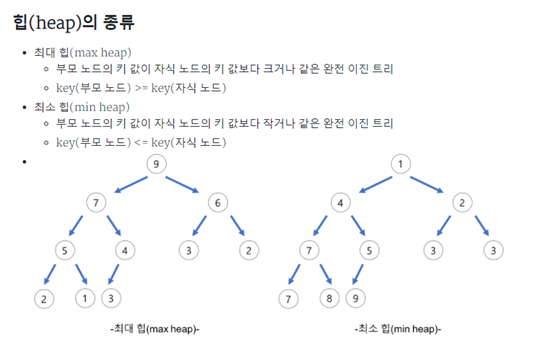 힙(heap)의 종류
최대 힙(max heap)
부모 노드의 키 값이 자식 노드의 키 값보다 크거나 같은 완전 이진 트리
key(부모 노드) >= key(자식 노드)
최소 힙(min heap)
부모 노드의 키 값이 자식 노드의 키 값보다 작거나 같은 완전 이진 트리
key(부모 노드) <= key(자식 노드)
9
7 6
5 4 3 2
2 1 3
-최대 힙(max heap)-
1
4 2
7 5 3 3
7 8 9
-최소 힙(min heap)-